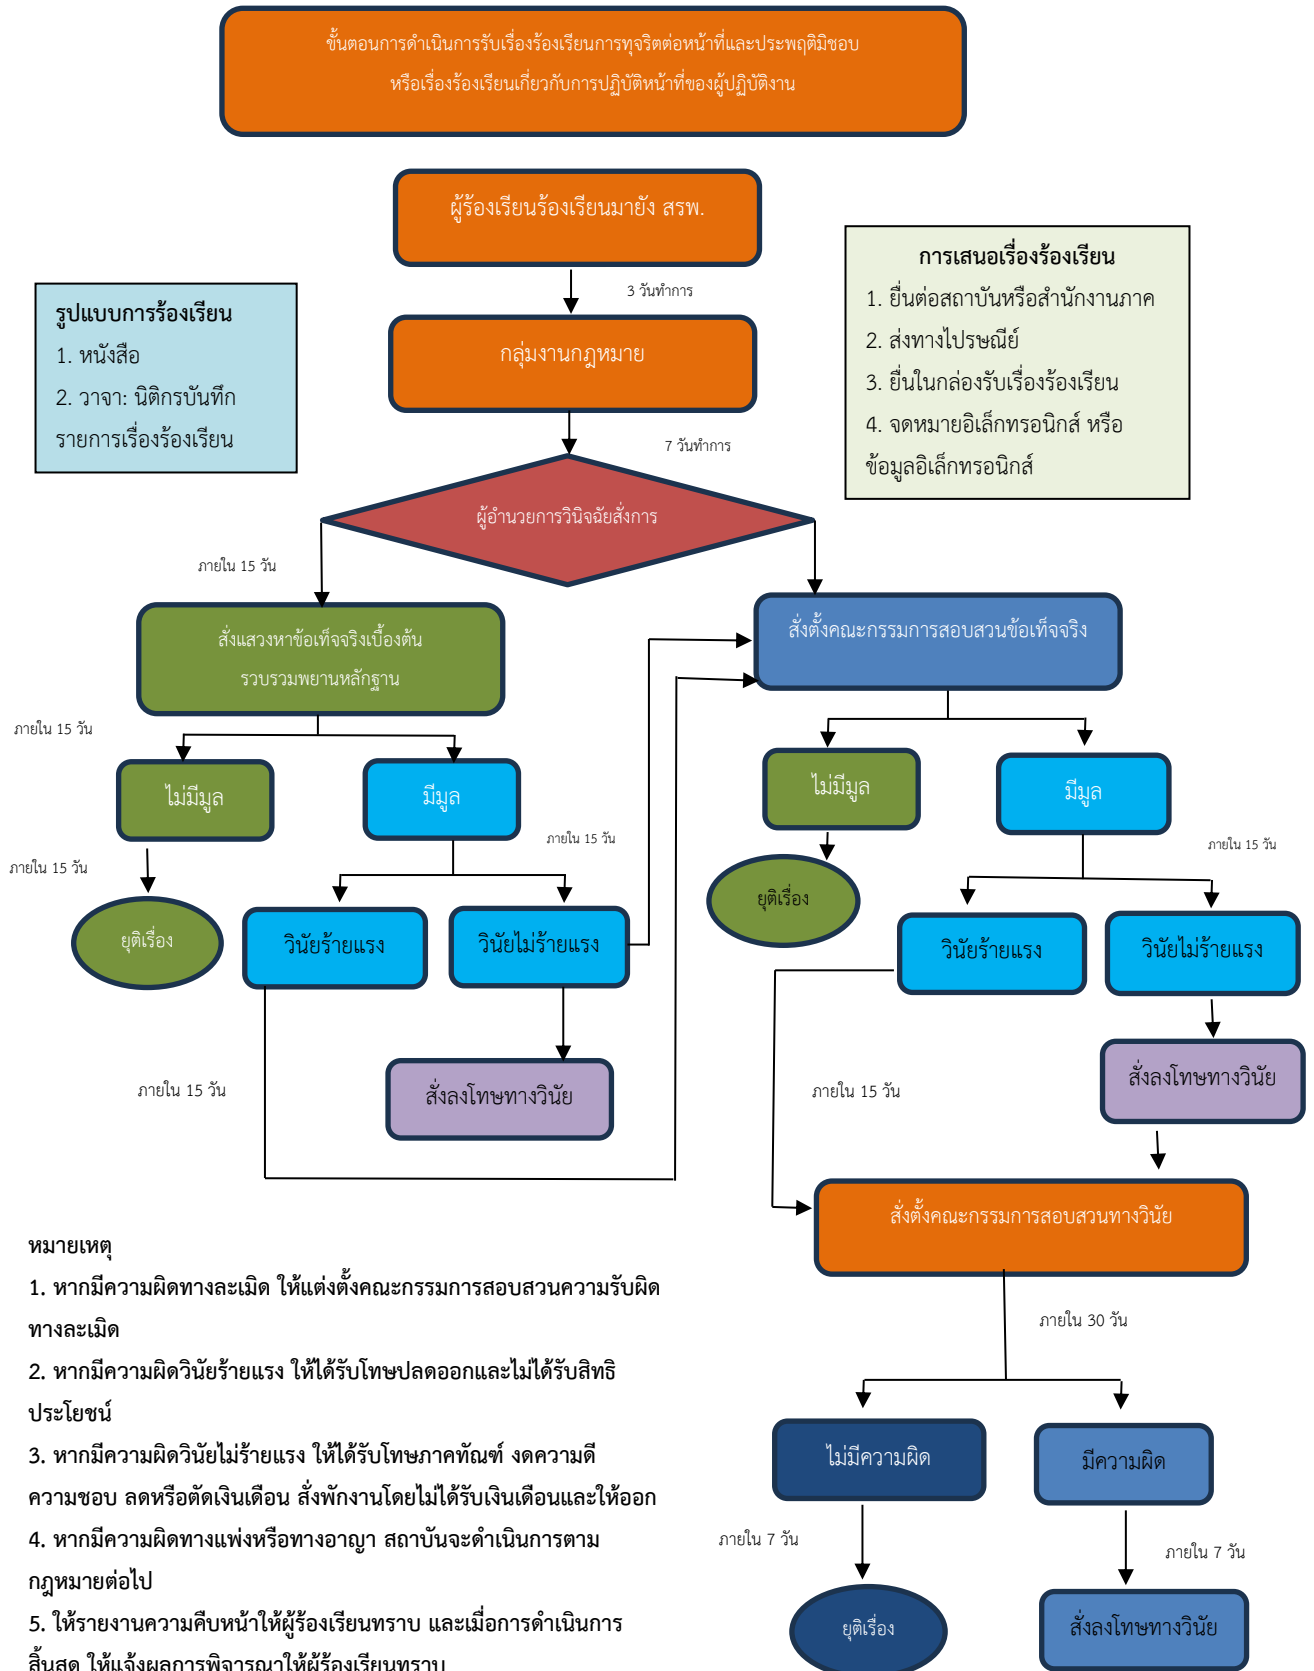 ขั้นตอนการดำเนินการรับเรื่องร้องเรียนการทุจริตต่อหน้าที่และประพฤติมิชอบ
หรือเรื่องร้องเรียนเกี่ยวกับการปฏิบัติหน้าที่ของผู้ปฏิบัติงาน
ผู้ร้องเรียนร้องเรียนมายัง สรพ.
3 วันทำการ
รูปแบบการร้องเรียน
1. หนังสือ
2. วาจา: นิติกรบันทึก
รายการเรื่องร้องเรียน
กลุ่มงานกฎหมาย
การเสนอเรื่องร้องเรียน
1. ยื่นต่อสถาบันหรือสำนักงานภาค
2. ส่งทางไปรษณีย์
3. ยื่นในกล่องรับเรื่องร้องเรียน
4. จดหมายอิเล็กทรอนิกส์ หรือ
ข้อมูลอิเล็กทรอนิกส์
7 วันทำการ
ผู้อำนวยการวินิจฉัยสั่งการ
ภายใน 15 วัน
สั่งแสวงหาข้อเท็จจริงเบื้องต้น
รวบรวมพยานหลักฐาน
สั่งตั้งคณะกรรมการสอบสวนข้อเท็จจริง
ภายใน 15 วัน
ไม่มีมูล
มีมูล
ไม่มีมูล
มีมูล
ภายใน 15 วัน
ภายใน 15 วัน
ภายใน 15 วัน
ยุติเรื่อง
วินัยร้ายแรง
วินัยไม่ร้ายแรง
ยุติเรื่อง
วินัยร้ายแรง
วินัยไม่ร้ายแรง
ภายใน 15 วัน
สั่งลงโทษทางวินัย
ภายใน 15 วัน
สั่งลงโทษทางวินัย
สั่งตั้งคณะกรรมการสอบสวนทางวินัย
ภายใน 30 วัน
ไม่มีความผิด
มีความผิด
ภายใน 7 วัน
ภายใน 7 วัน
ยุติเรื่อง
สั่งลงโทษทางวินัย
หมายเหตุ
1. หากมีความผิดทางละเมิด ให้แต่งตั้งคณะกรรมการสอบสวนความรับผิด
ทางละเมิด
2. หากมีความผิดวินัยร้ายแรง ให้ได้รับโทษปลดออกและไม่ได้รับสิทธิ
ประโยชน์
3. หากมีความผิดวินัยไม่ร้ายแรง ให้ได้รับโทษภาคทัณฑ์ งดความดี
ความชอบ ลดหรือตัดเงินเดือน สั่งพักงานโดยไม่ได้รับเงินเดือนและให้ออก
4. หากมีความผิดทางแพ่งหรือทางอาญา สถาบันจะดำเนินการตาม
กฎหมายต่อไป
5. ให้รายงานความคืบหน้าให้ผู้ร้องเรียนทราบ และเมื่อการดำเนินการ
สิ้นสุด ให้แจ้งผลการพิจารณาให้ผู้ร้องเรียนทราบ